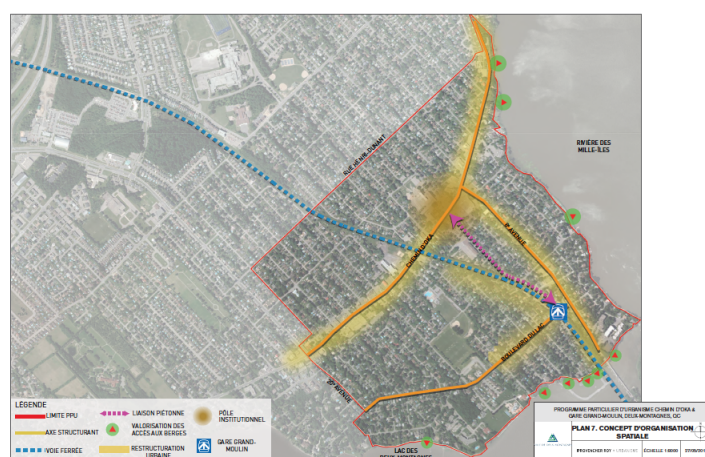 RUE HENRI-DUNANT
RIVIÈRE DES
MILLE-ÎLES
8e AVENUE
CHEMIN D'OKA
BOULEVARD DU LAC
20e AVENUE
LAC DES
DEUX-MONTAGNES
LÉGENDE
LIMITE PPU
AXE STRUCTURANT
VOIE FERRÉE
LIAISON PIÉTONNE
VALORISATION DES
ACCÈS AUX BERGES
RESTRUCTURATION
URBAINE
PÔLE
INSTITUTIONNEL
GARE GRAND-
MOULIN
PROGRAMME PARTICULIER D'URBANISME CHEMIN D'OKA &
GARE GRAND-MOULIN, DEUX-MONTAGNES, QC
PLAN 7. CONCEPT D'ORGANISATION
SPATIALE
PROVENCHER ROY